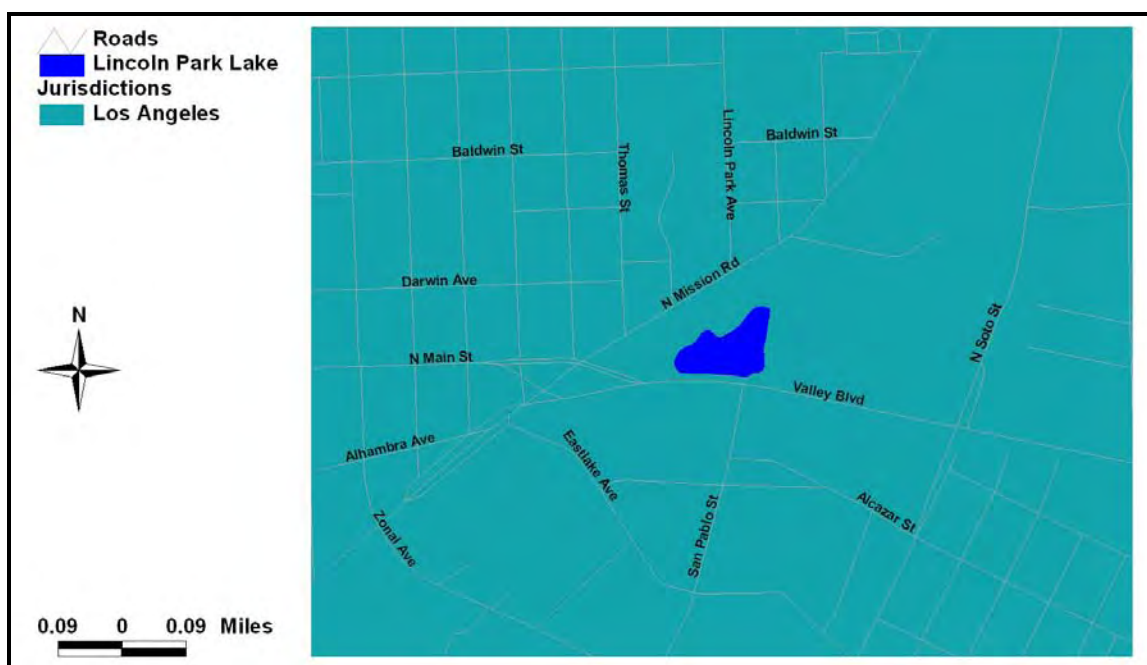 Roads
Lincoln Park Lake
Jurisdictions
Los Angeles
N
0.09 0 0.09 Miles
Baldwin St
Thomas St
Lincoln Park Ave
Baldwin St
Darwin Ave
N Mission Rd
N Main St
N Soto St
Valley Blvd
Alhambra Ave
Eastlake Ave
Zonal Ave
San Pablo St
Alcazar St